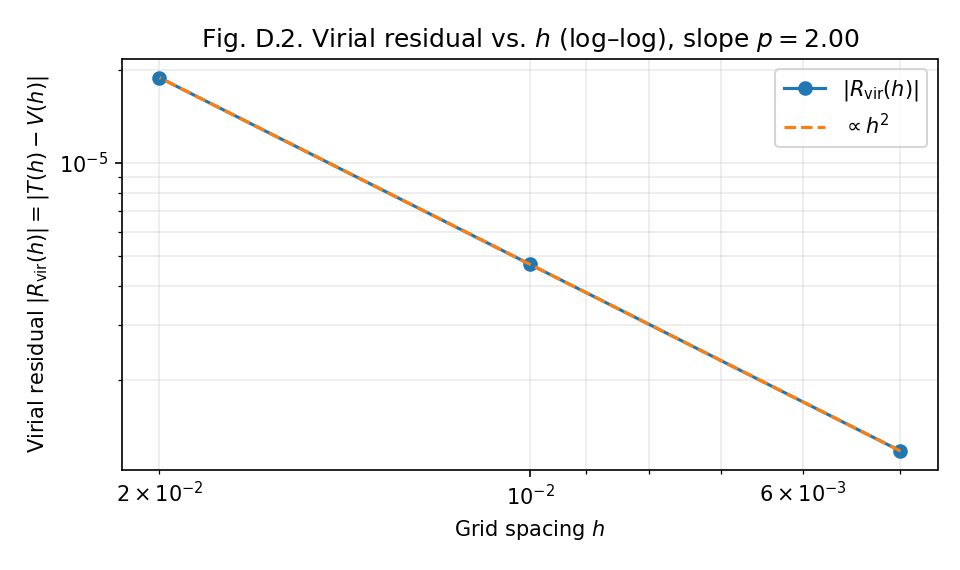 Fig. D.2. Virial residual vs. h (log–log), slope p = 2.00
Virial residual |R_vir(h)| = |T(h) − V(h)|
10⁻⁵
|R_vir(h)|
∝ h²
2 × 10⁻²
10⁻²
6 × 10⁻³
Grid spacing h